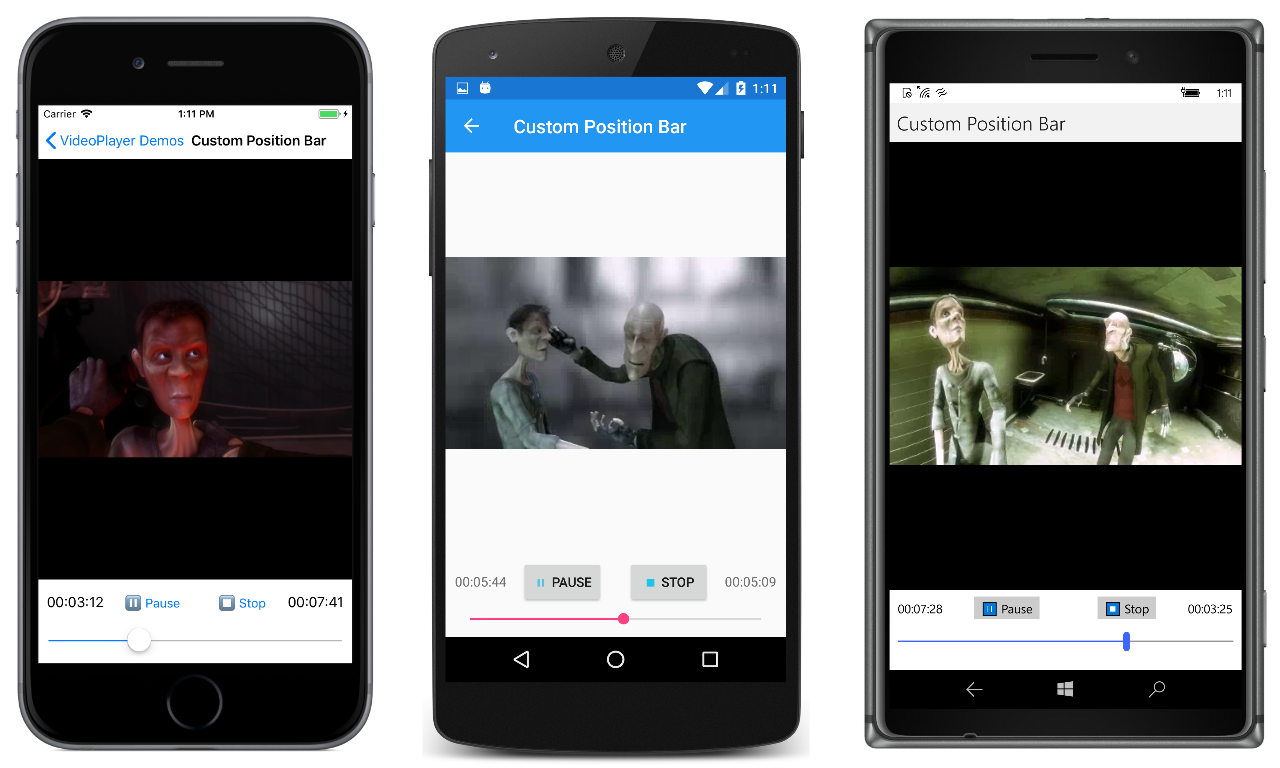 Carrier 1:11 PM
VideoPlayer Demos Custom Position Bar
00:03:12 Pause Stop 00:07:41
1:11
Custom Position Bar
00:05:44 PAUSE STOP 00:05:09
1:11
Custom Position Bar
00:07:28 Pause Stop 00:03:25